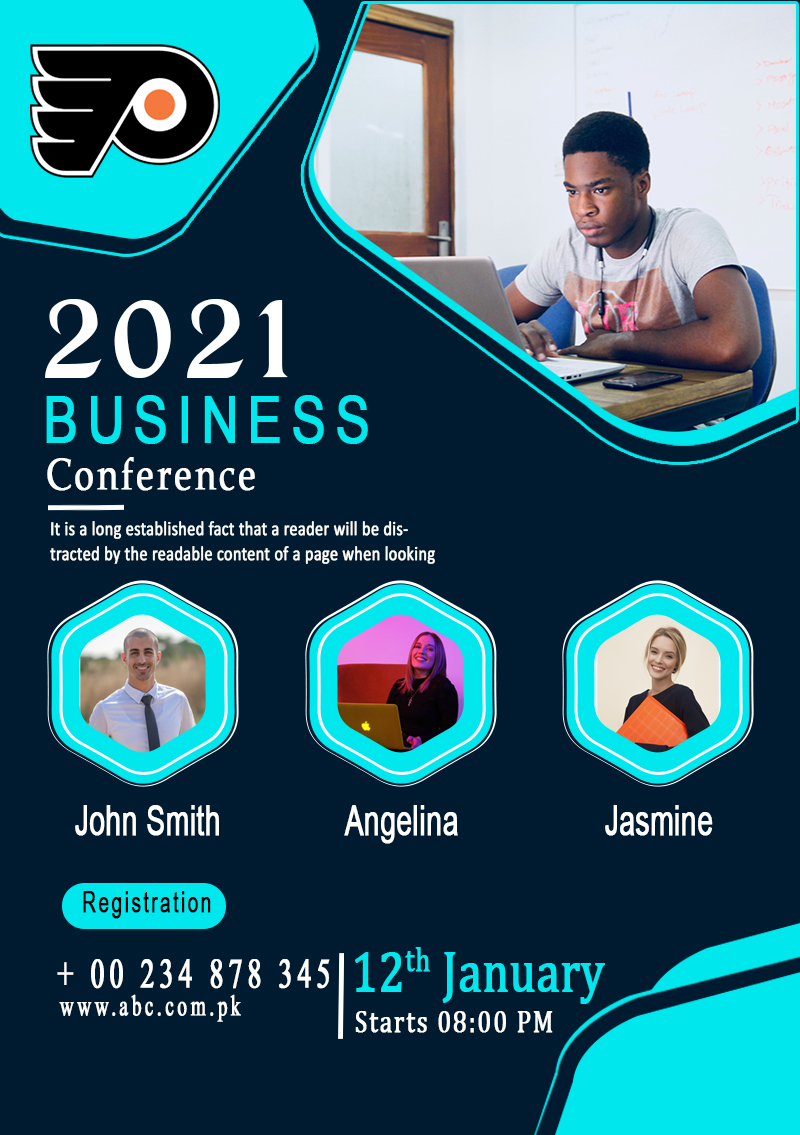 2021
BUSINESS
Conference
It is a long established fact that a reader will be dis-
tracted by the readable content of a page when looking
John Smith
Angelina
Jasmine
Registration
+ 00 234 878 345
www.abc.com.pk
12th January
Starts 08:00 PM